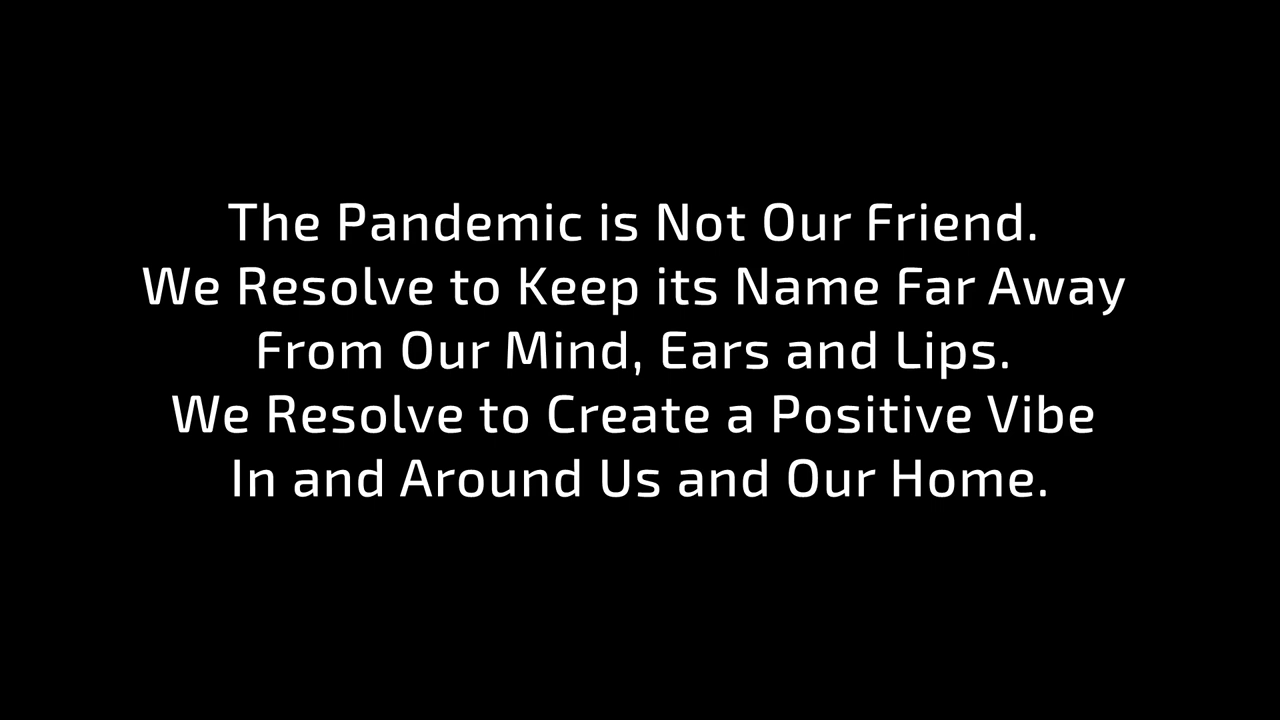 The Pandemic is Not Our Friend.
We Resolve to Keep its Name Far Away
From Our Mind, Ears and Lips.
We Resolve to Create a Positive Vibe
In and Around Us and Our Home.